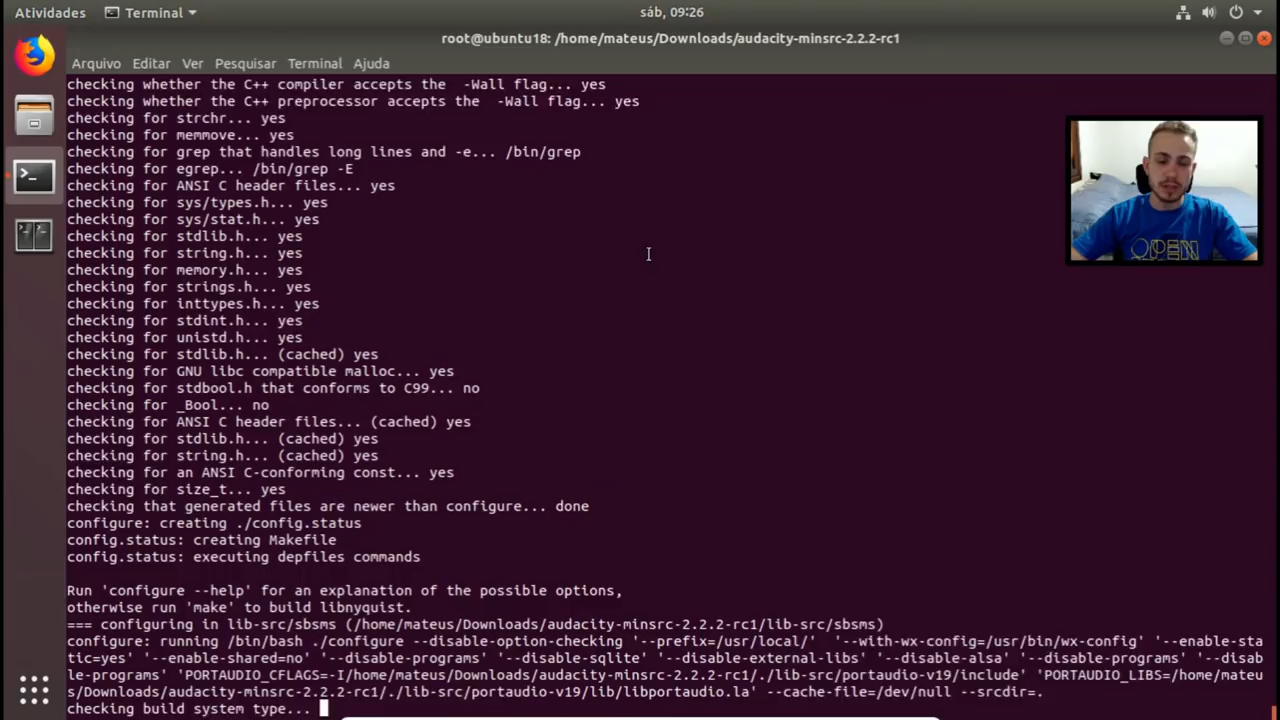 Atividades
Terminal
sáb, 09:26
root@ubuntu18: /home/mateus/Downloads/audacity-minsrc-2.2.2-rc1
Arquivo Editar Ver Pesquisar Terminal Ajuda
checking whether the C++ compiler accepts the  -Wall flag... yes
checking whether the C++ preprocessor accepts the  -Wall flag... yes
checking for strchr... yes
checking for memmove... yes
checking for grep that handles long lines and -e... /bin/grep
checking for egrep... /bin/grep -E
checking for ANSI C header files... yes
checking for sys/types.h... yes
checking for sys/stat.h... yes
checking for stdlib.h... yes
checking for string.h... yes
checking for memory.h... yes
checking for strings.h... yes
checking for inttypes.h... yes
checking for stdint.h... yes
checking for unistd.h... yes
checking for stdlib.h... (cached) yes
checking for GNU libc compatible malloc... yes
checking for stdbool.h that conforms to C99... no
checking for _Bool... no
checking for ANSI C header files... (cached) yes
checking for stdlib.h... (cached) yes
checking for string.h... (cached) yes
checking for an ANSI C-conforming const... yes
checking for size_t... yes
checking that generated files are newer than configure... done
configure: creating ./config.status
config.status: creating Makefile
config.status: executing depfiles commands
Run 'configure --help' for an explanation of the possible options,
otherwise run 'make' to build libnyquist.
=== configuring in lib-src/sbsms (/home/mateus/Downloads/audacity-minsrc-2.2.2-rc1/lib-src/sbsms)
configure: running /bin/bash ./configure --disable-option-checking '--prefix=/usr/local/'  '--with-wx-config=/usr/bin/wx-config' '--enable-sta
tic=yes' '--enable-shared=no' '--disable-programs' '--disable-sqlite' '--disable-external-libs' '--disable-alsa' '--disable-programs' '--disab
le-programs' 'PORTAUDIO_CFLAGS=-I/home/mateus/Downloads/audacity-minsrc-2.2.2-rc1/./lib-src/portaudio-v19/include' 'PORTAUDIO_LIBS=/home/mateu
s/Downloads/audacity-minsrc-2.2.2-rc1/./lib-src/portaudio-v19/lib/libportaudio.la' --cache-file=/dev/null --srcdir=.
checking build system type...
OPEN